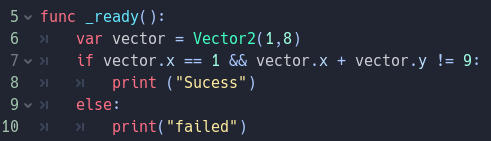 5 func _ready():
6 var vector = Vector2(1,8)
7 if vector.x == 1 && vector.x + vector.y != 9:
8 print ("Sucess")
9 else:
10 print("failed")